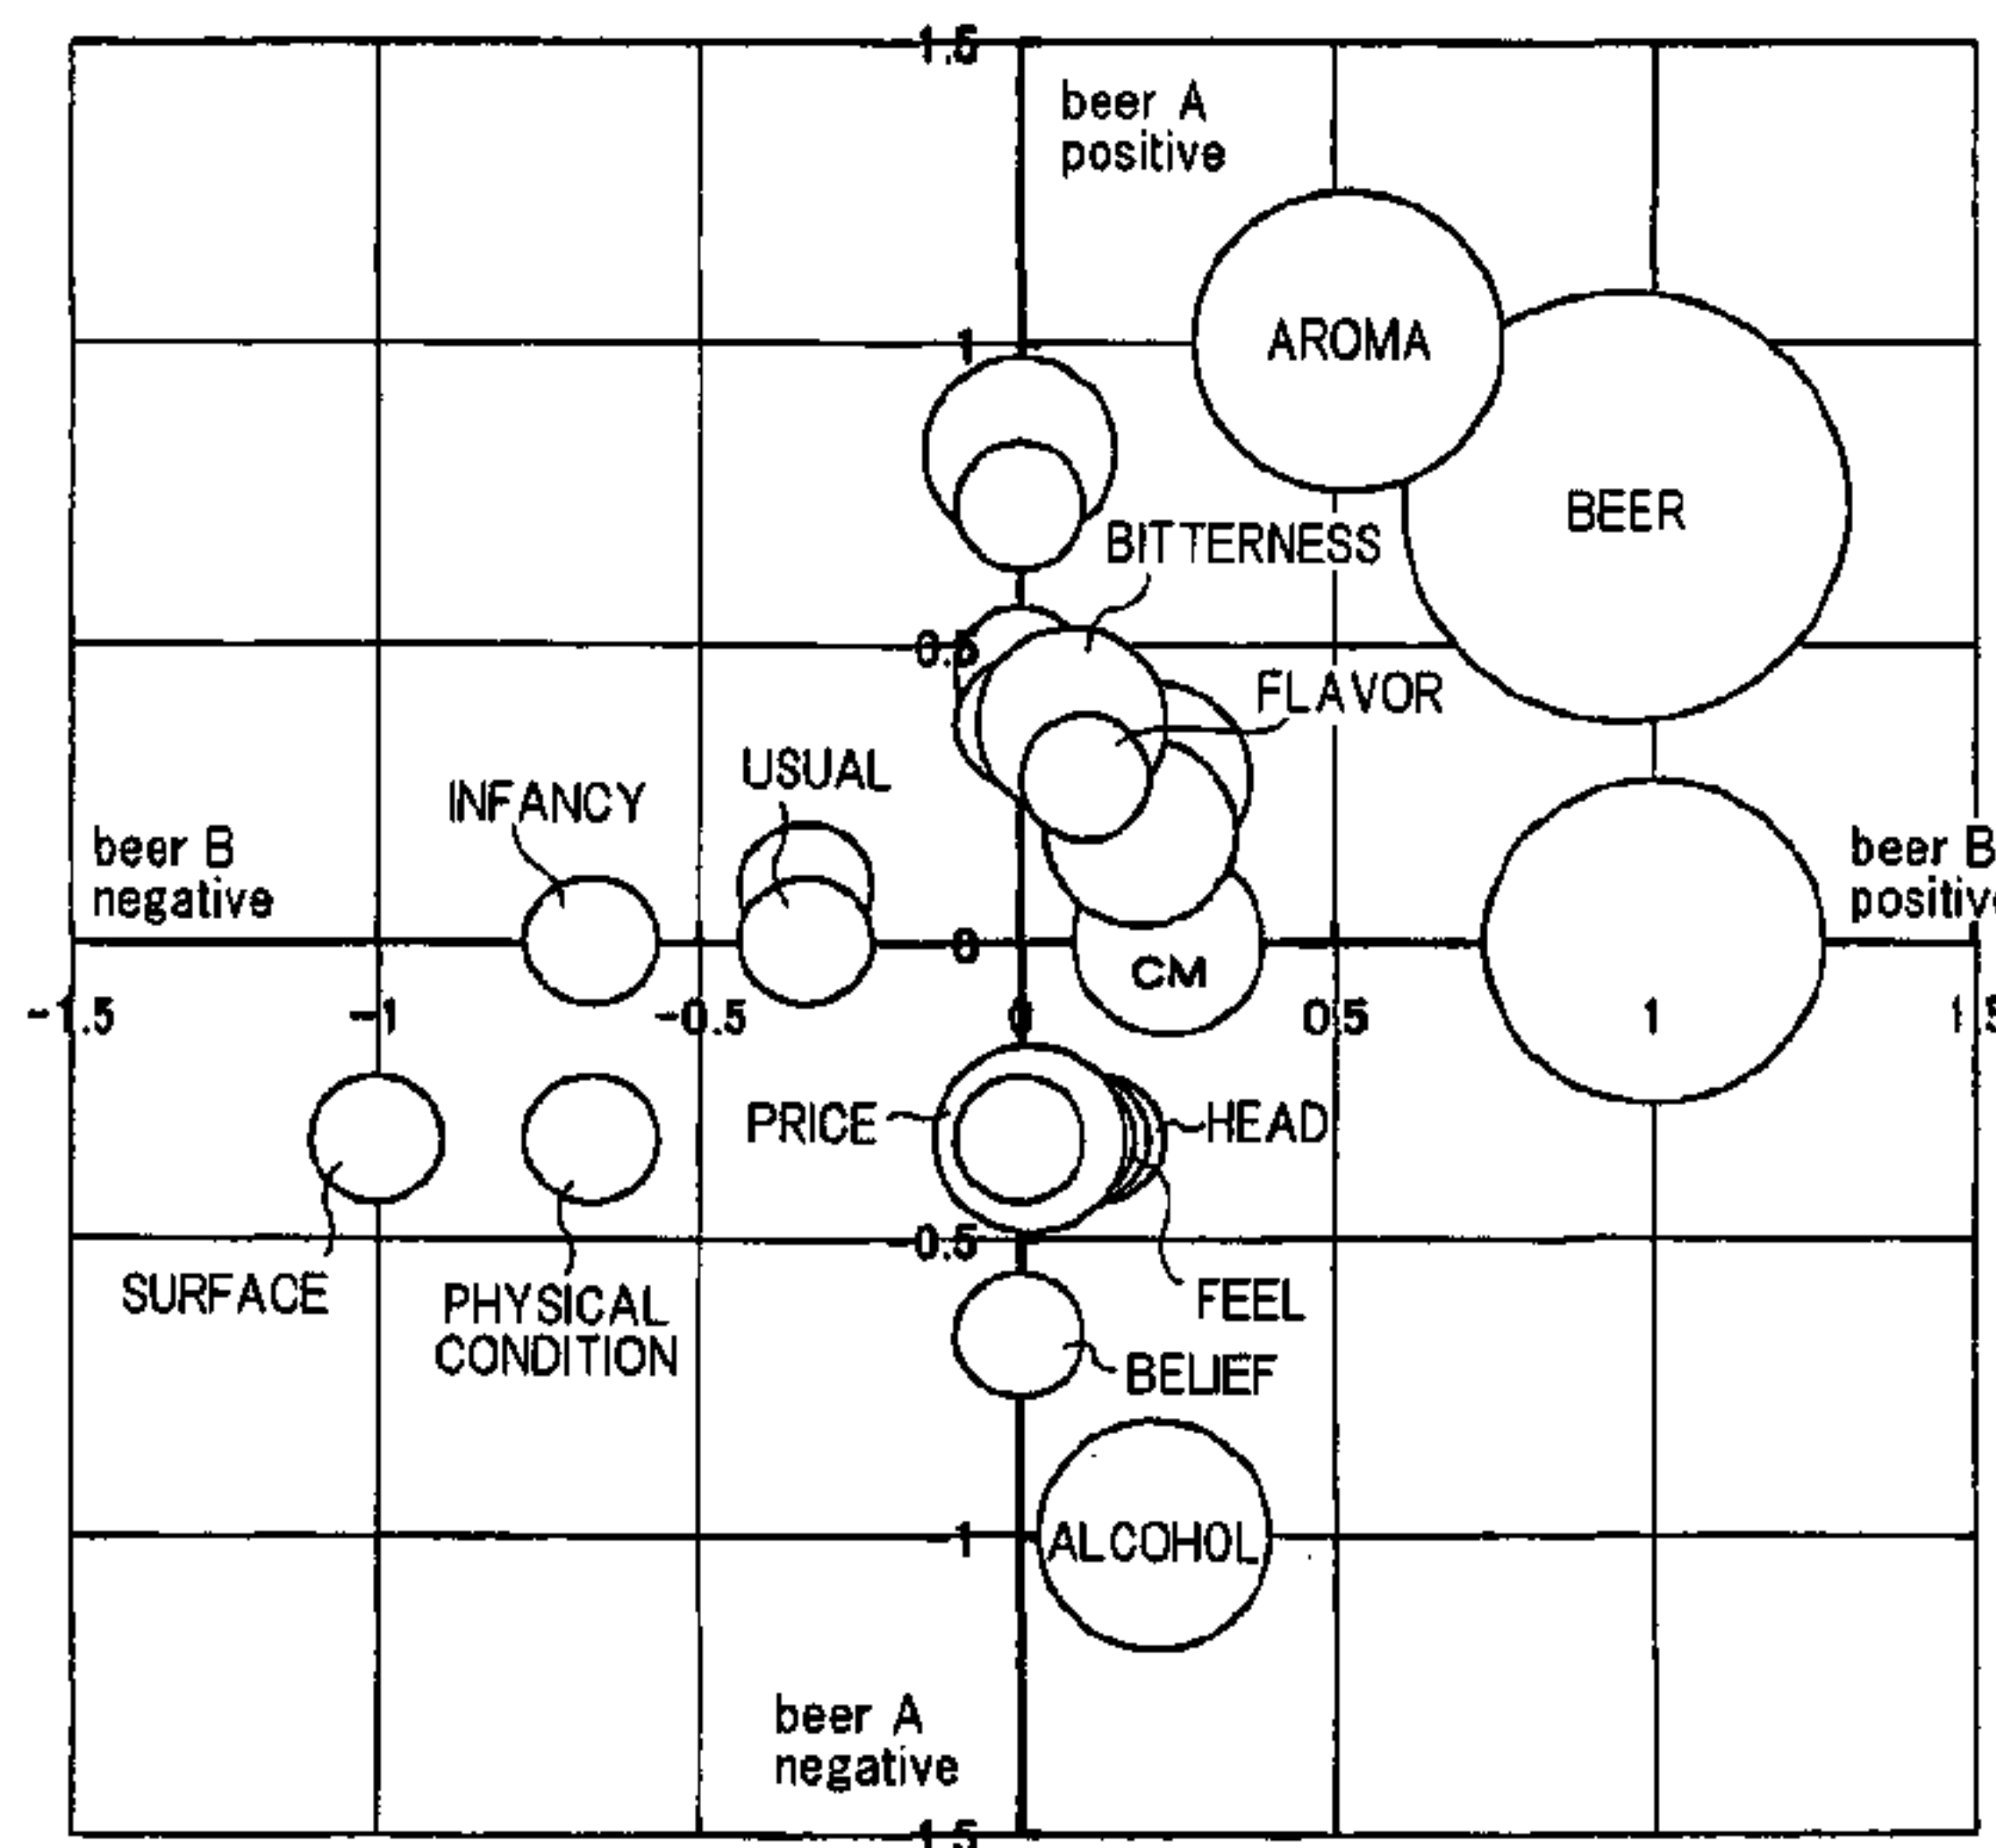 1.5
beer A
positive
1
AROMA
BEER
BITTERNESS
0.5
FLAVOR
USUAL
INFANCY
beer B
negative
beer B
positiv
0
CM
-1.5
-1
-0.5
0
0.5
1
PRICE
HEAD
-0.5
SURFACE
PHYSICAL
CONDITION
FEEL
BELIEF
-1
ALCOHOL
beer A
negative
-1.5